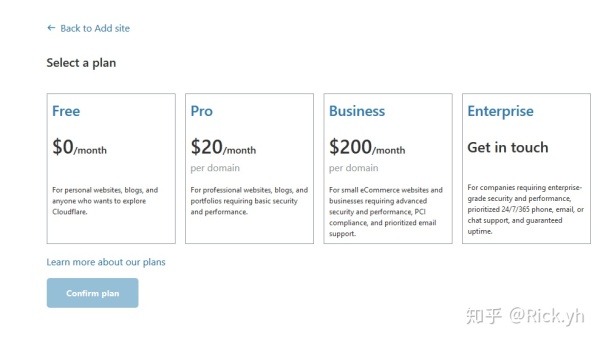 ← Back to Add site
Select a plan
Free
$0/month
For personal websites, blogs, and
anyone who wants to explore
Cloudflare.
Pro
$20/month
per domain
For professional websites, blogs, and
portfolios requiring basic security
and performance.
Business
$200/month
per domain
For small eCommerce websites and
businesses requiring advanced
security and performance, PCI
compliance, and prioritized email
support.
Enterprise
Get in touch
For companies requiring enterprise-
grade security and performance,
prioritized 24/7/365 phone, email, or
chat support, and guaranteed
uptime.
Learn more about our plans
Confirm plan
知乎 @Rick.yh